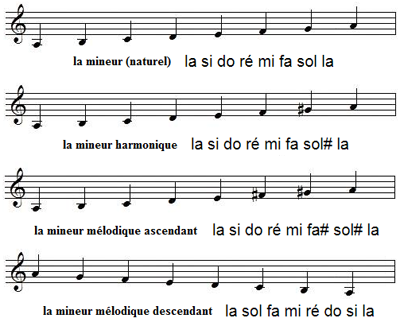 la mineur (naturel) la si do ré mi fa sol la
la mineur harmonique la si do ré mi fa sol# la
la mineur mélodique ascendant la si do ré mi fa# sol# la
la mineur mélodique descendant la sol fa mi ré do si la